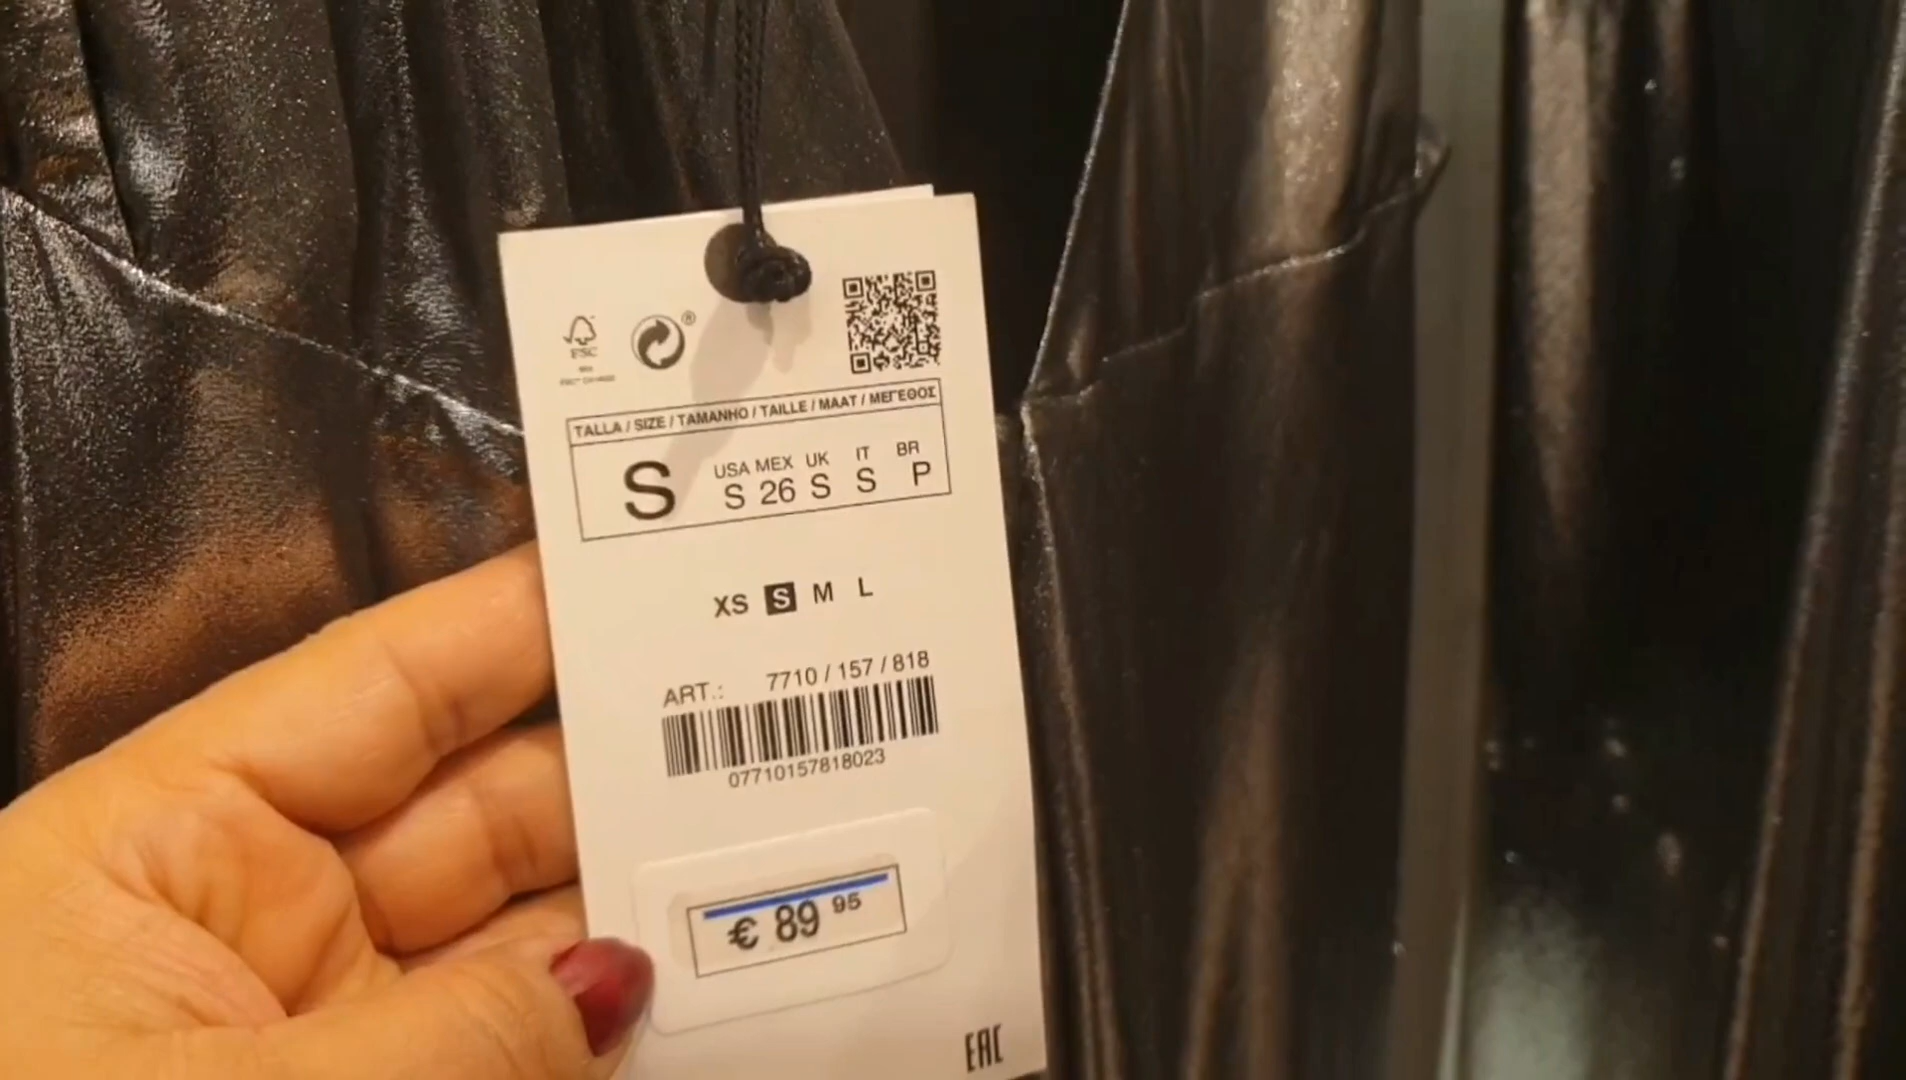 ®
FSC
TALLA / SIZE / TAMANHO / TAILLE / MAAT / ΜΕΓΕΘΟΣ
S
USA MEX UK IT BR
S 26 S S P
XS S M L
ART.: 7710 / 157 / 818
07710157818023
€ 89 95
EAC